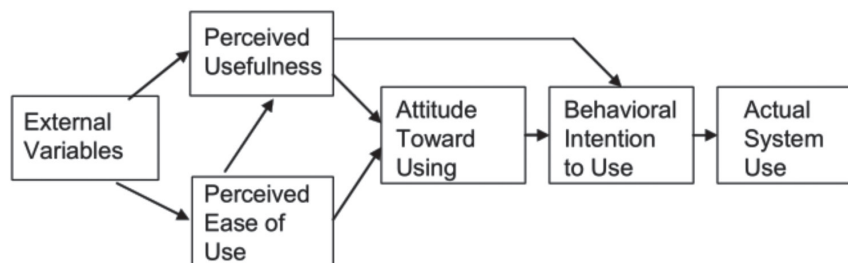 External
Variables
Perceived
Usefulness
Perceived
Ease of
Use
Attitude
Toward
Using
Behavioral
Intention
to Use
Actual
System
Use